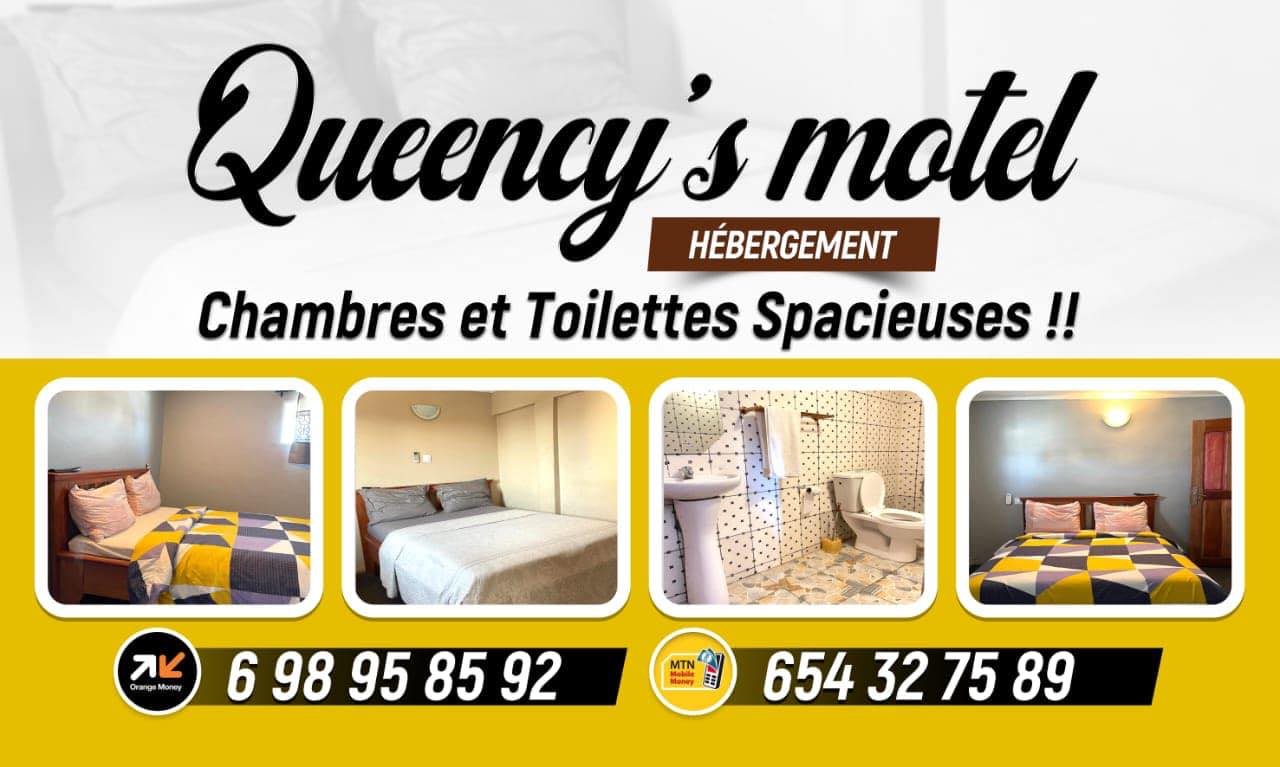 Queency's motel
HÉBERGEMENT
Chambres et Toilettes Spacieuses !!
Orange Money
6 98 95 85 92
MTN
Mobile
Money
654 32 75 89